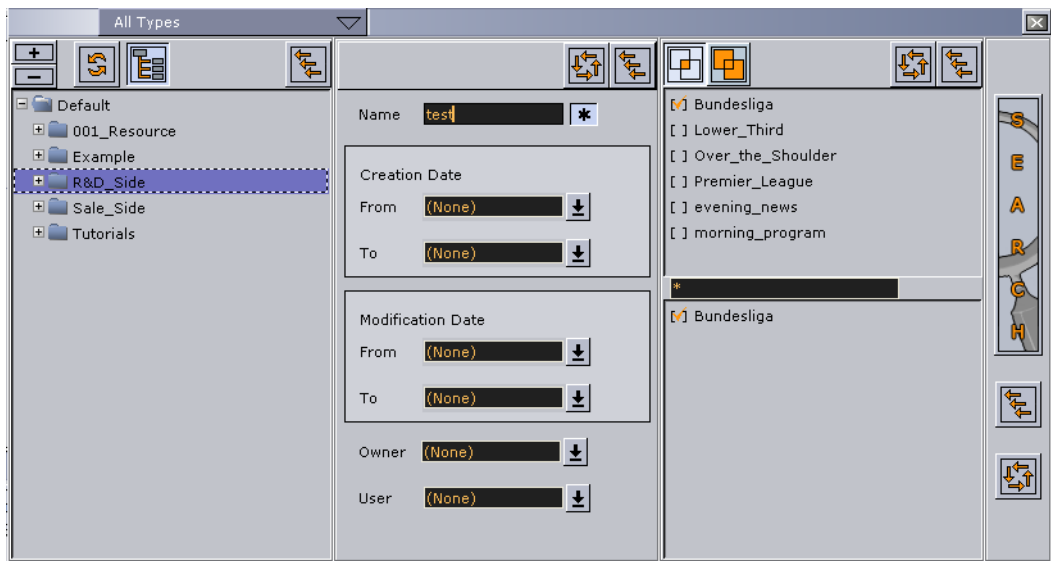 All Types
Default
001_Resource
Example
R&D_Side
Sale_Side
Tutorials
Name test *
Creation Date
From (None)
To (None)
Modification Date
From (None)
To (None)
Owner (None)
User (None)
[✓] Bundesliga
[ ] Lower_Third
[ ] Over_the_Shoulder
[ ] Premier_League
[ ] evening_news
[ ] morning_program
*
[✓] Bundesliga
SEARCH